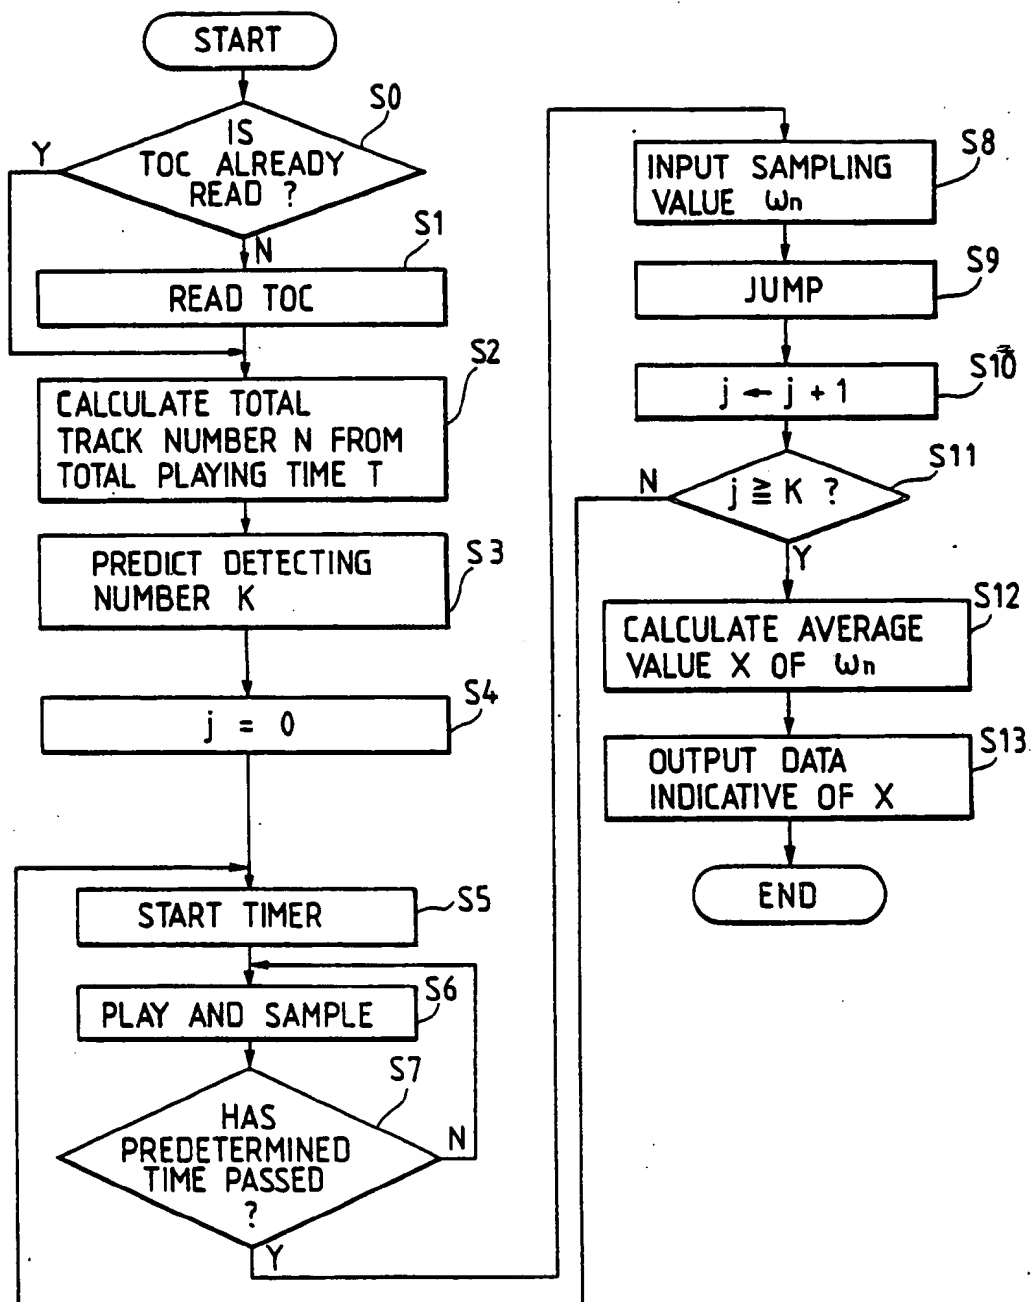 START
S0
IS
TOC ALREADY
READ ?
Y
N
S1
READ TOC
S2
CALCULATE TOTAL
TRACK NUMBER N FROM
TOTAL PLAYING TIME T
S3
PREDICT DETECTING
NUMBER K
S4
j = 0
S5
START TIMER
S6
PLAY AND SAMPLE
S7
HAS
PREDETERMINED
TIME PASSED
?
N
Y
S8
INPUT SAMPLING
VALUE ωn
S9
JUMP
S10
j ← j + 1
S11
j ≧ K ?
N
Y
S12
CALCULATE AVERAGE
VALUE X OF ωn
S13
OUTPUT DATA
INDICATIVE OF X
END